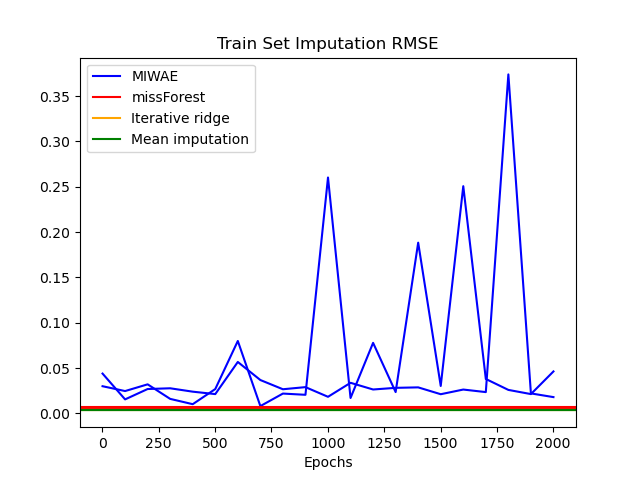 Train Set Imputation RMSE
MIWAE
missForest
Iterative ridge
Mean imputation
0.35
0.30
0.25
0.20
0.15
0.10
0.05
0.00
0 250 500 750 1000 1250 1500 1750 2000
Epochs